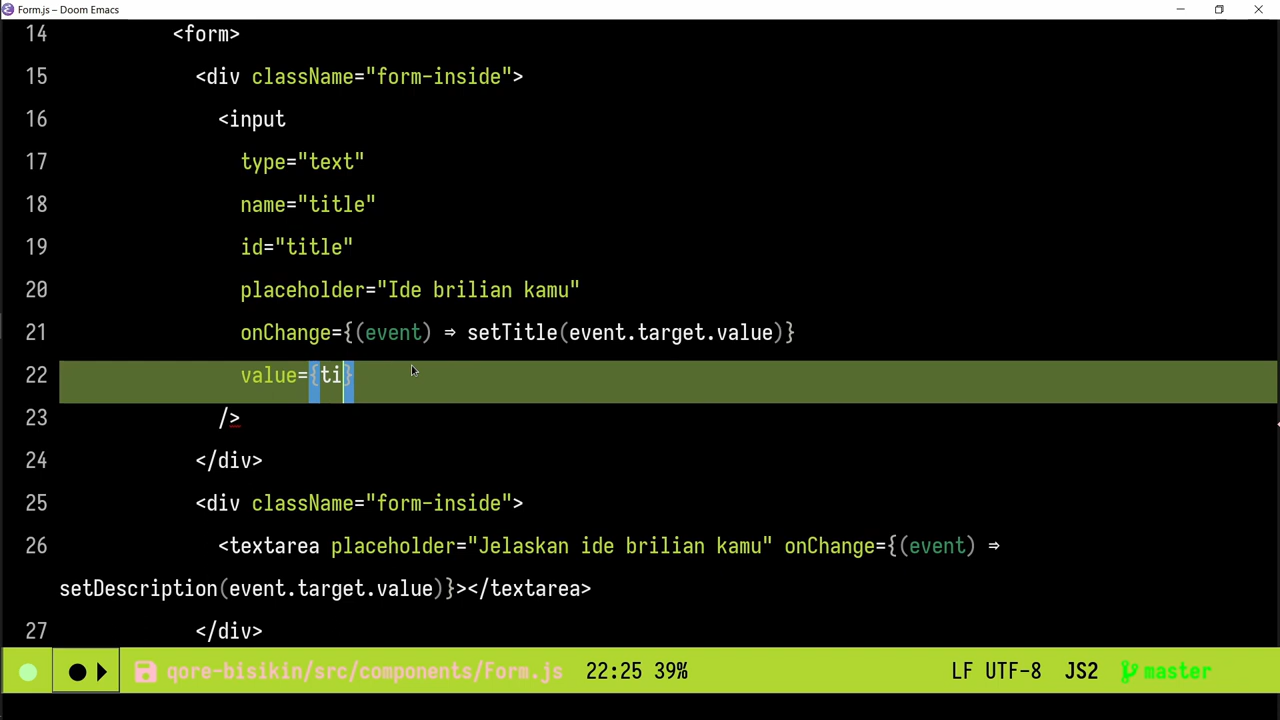 Form.js – Doom Emacs
14 <form>
15 <div className="form-inside">
16 <input
17 type="text"
18 name="title"
19 id="title"
20 placeholder="Ide brilian kamu"
21 onChange={(event) ⇒ setTitle(event.target.value)}
22 value={ti}
23 />
24 </div>
25 <div className="form-inside">
26 <textarea placeholder="Jelaskan ide brilian kamu" onChange={(event) ⇒
setDescription(event.target.value)}></textarea>
27 </div>
qore-bisikin/src/components/Form.js 22:25 39% LF UTF-8 JS2 master